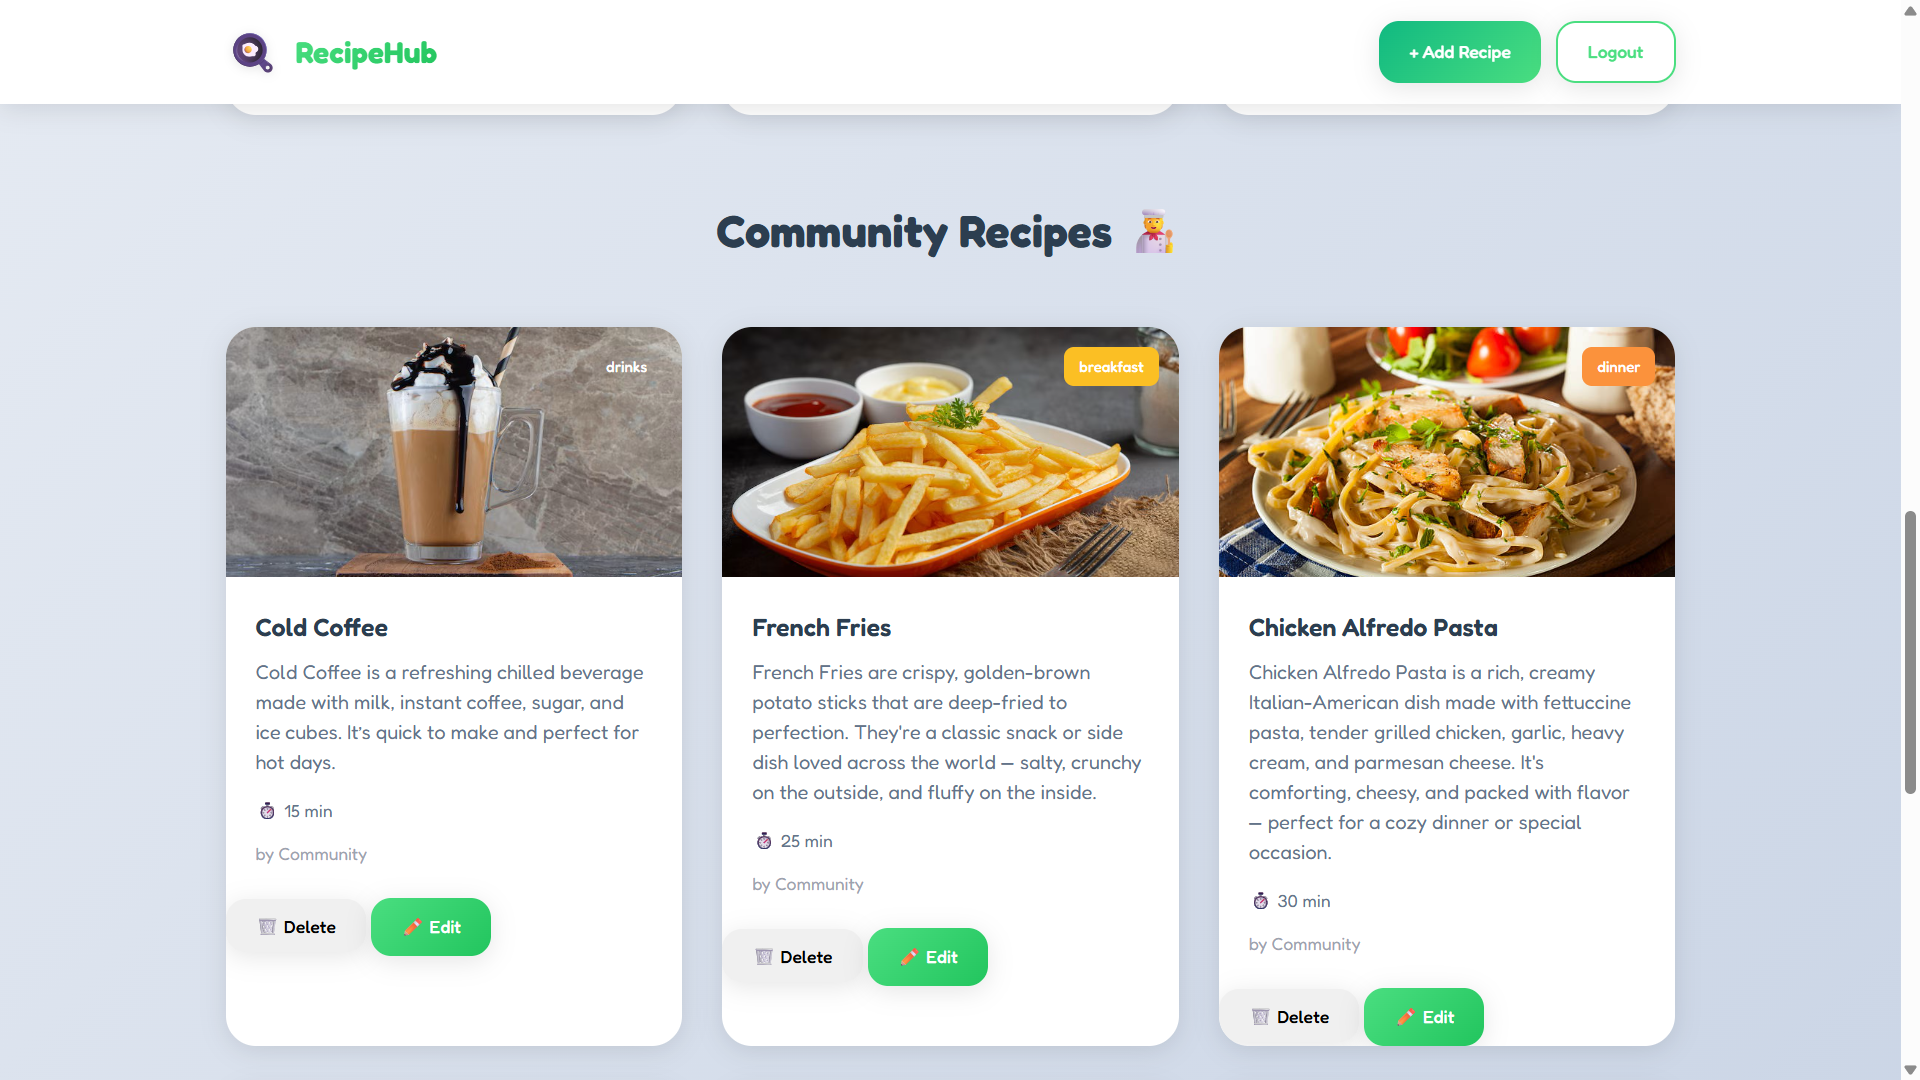 RecipeHub
+ Add Recipe
Logout
Community Recipes
drinks
Cold Coffee
Cold Coffee is a refreshing chilled beverage
made with milk, instant coffee, sugar, and
ice cubes. It's quick to make and perfect for
hot days.
15 min
by Community
Delete
Edit
breakfast
French Fries
French Fries are crispy, golden-brown
potato sticks that are deep-fried to
perfection. They're a classic snack or side
dish loved across the world — salty, crunchy
on the outside, and fluffy on the inside.
25 min
by Community
Delete
Edit
dinner
Chicken Alfredo Pasta
Chicken Alfredo Pasta is a rich, creamy
Italian-American dish made with fettuccine
pasta, tender grilled chicken, garlic, heavy
cream, and parmesan cheese. It's
comforting, cheesy, and packed with flavor
— perfect for a cozy dinner or special
occasion.
30 min
by Community
Delete
Edit